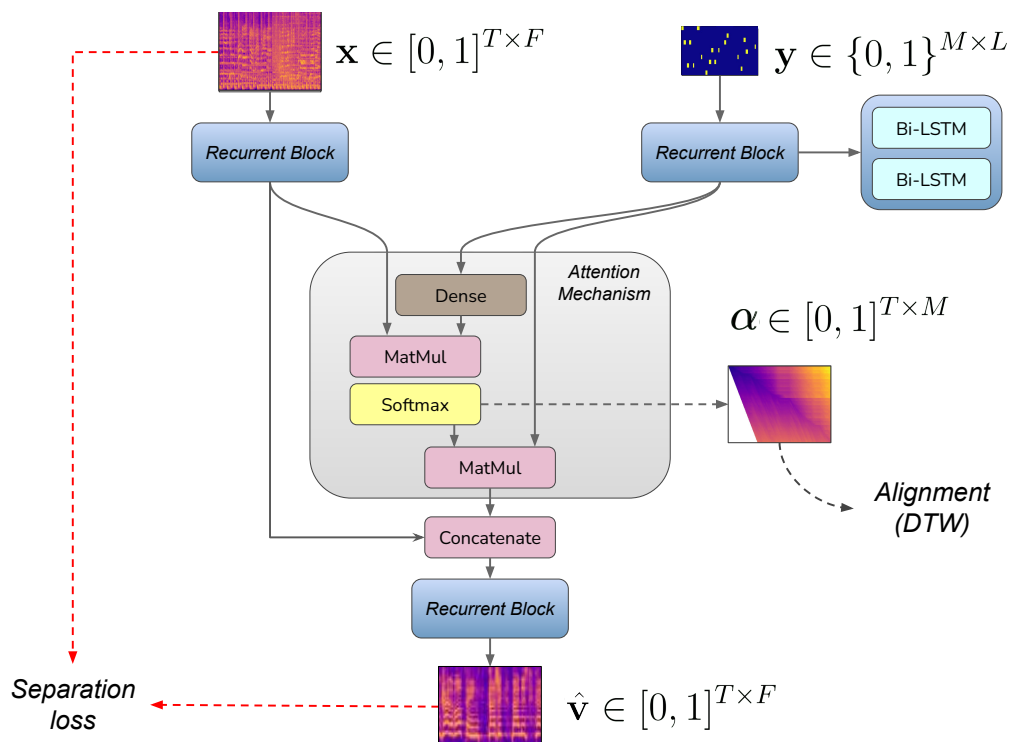 𝐱 ∈ [0, 1]^{T×F}
𝐲 ∈ {0, 1}^{M×L}
Recurrent Block
Recurrent Block
Bi-LSTM
Bi-LSTM
Attention
Mechanism
Dense
MatMul
Softmax
MatMul
𝜶 ∈ [0, 1]^{T×M}
Alignment
(DTW)
Concatenate
Recurrent Block
Separation
loss
𝐯̂ ∈ [0, 1]^{T×F}